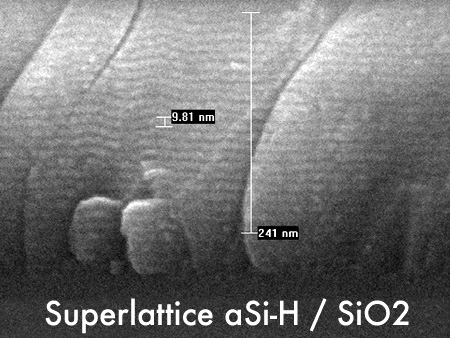 9.81 nm
241 nm
Superlattice aSi-H / SiO2